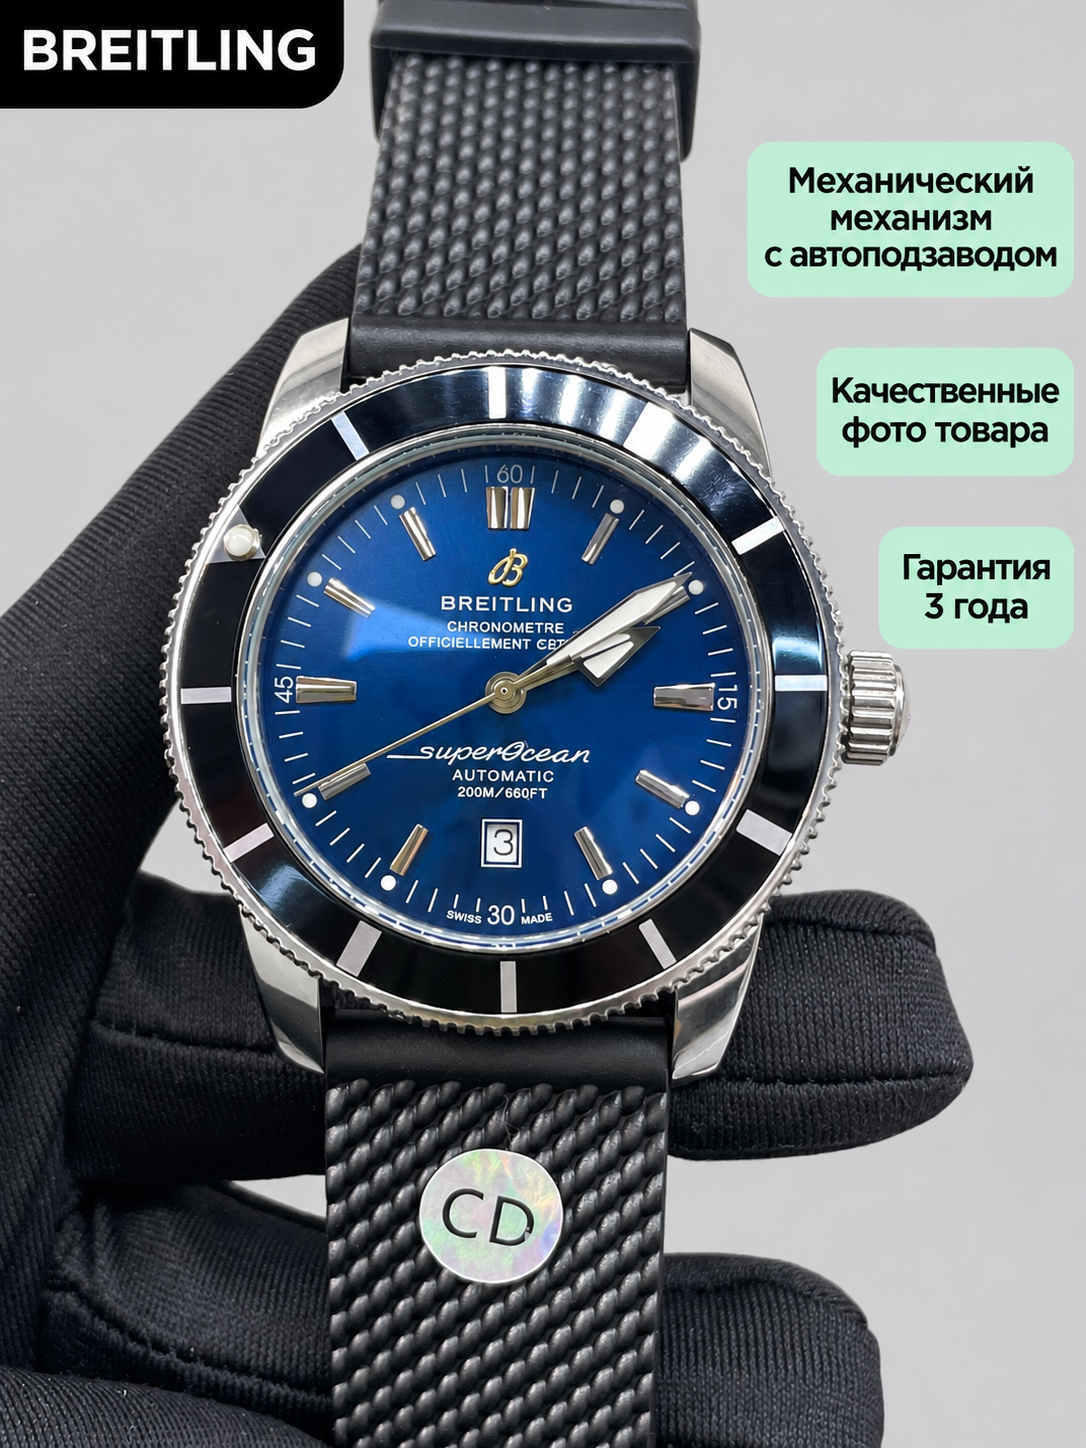 BREITLING
Механический
механизм
с автоподзаводом
Качественные
фото товара
Гарантия
3 года
60
BREITLING
CHRONOMETRE
OFFICIELLEMENT
45
15
superOcean
AUTOMATIC
200M/660FT
3
SWISS 30 MADE
CD